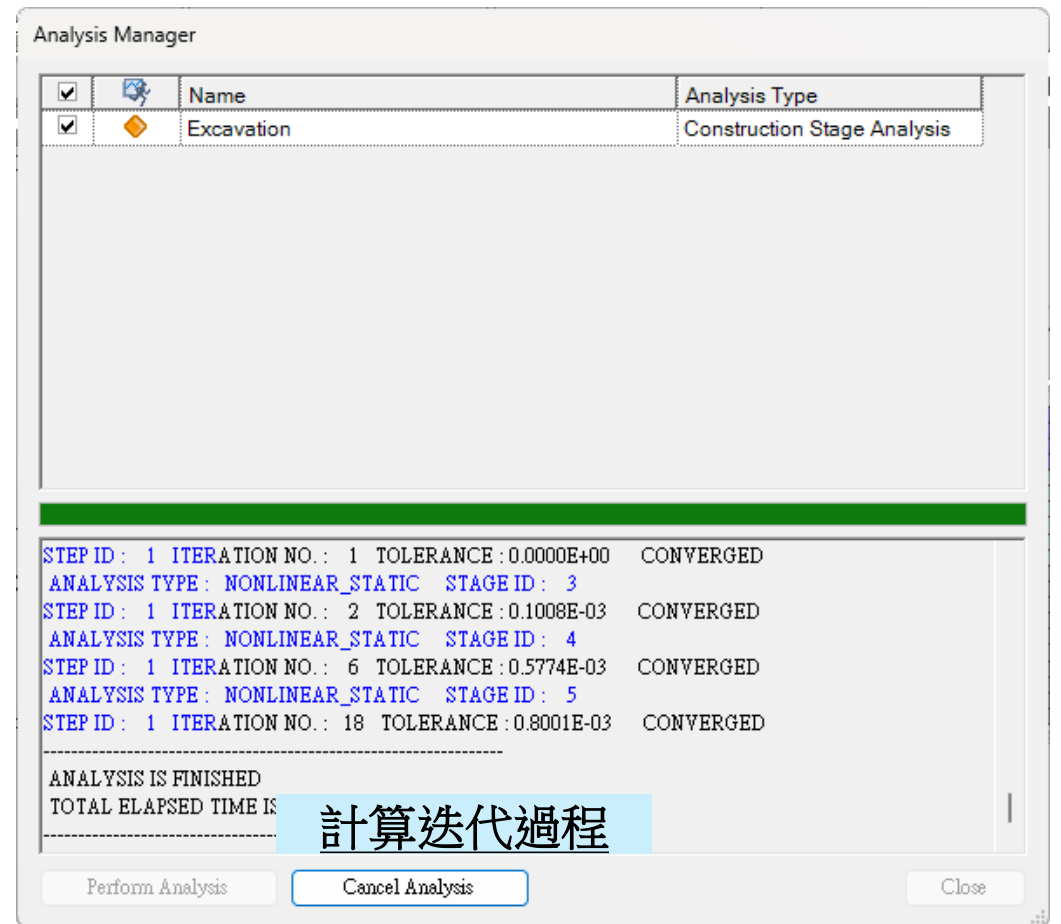 Analysis Manager
Name Analysis Type
Excavation Construction Stage Analysis
STEP ID : 1 ITERATION NO. : 1 TOLERANCE : 0.0000E+00 CONVERGED
ANALYSIS TYPE : NONLINEAR_STATIC STAGE ID : 3
STEP ID : 1 ITERATION NO. : 2 TOLERANCE : 0.1008E-03 CONVERGED
ANALYSIS TYPE : NONLINEAR_STATIC STAGE ID : 4
STEP ID : 1 ITERATION NO. : 6 TOLERANCE : 0.5774E-03 CONVERGED
ANALYSIS TYPE : NONLINEAR_STATIC STAGE ID : 5
STEP ID : 1 ITERATION NO. : 18 TOLERANCE : 0.8001E-03 CONVERGED
------------------------------------------------------------------
ANALYSIS IS FINISHED
TOTAL ELAPSED TIME IS
計算迭代過程
Perform Analysis Cancel Analysis Close